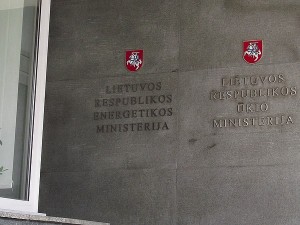 LIETUVOS
RESPUBLIKOS
ENERGETIKOS
MINISTERIJA
LIETUVOS
RESPUBLIKOS
ŪKIO
MINISTERIJA